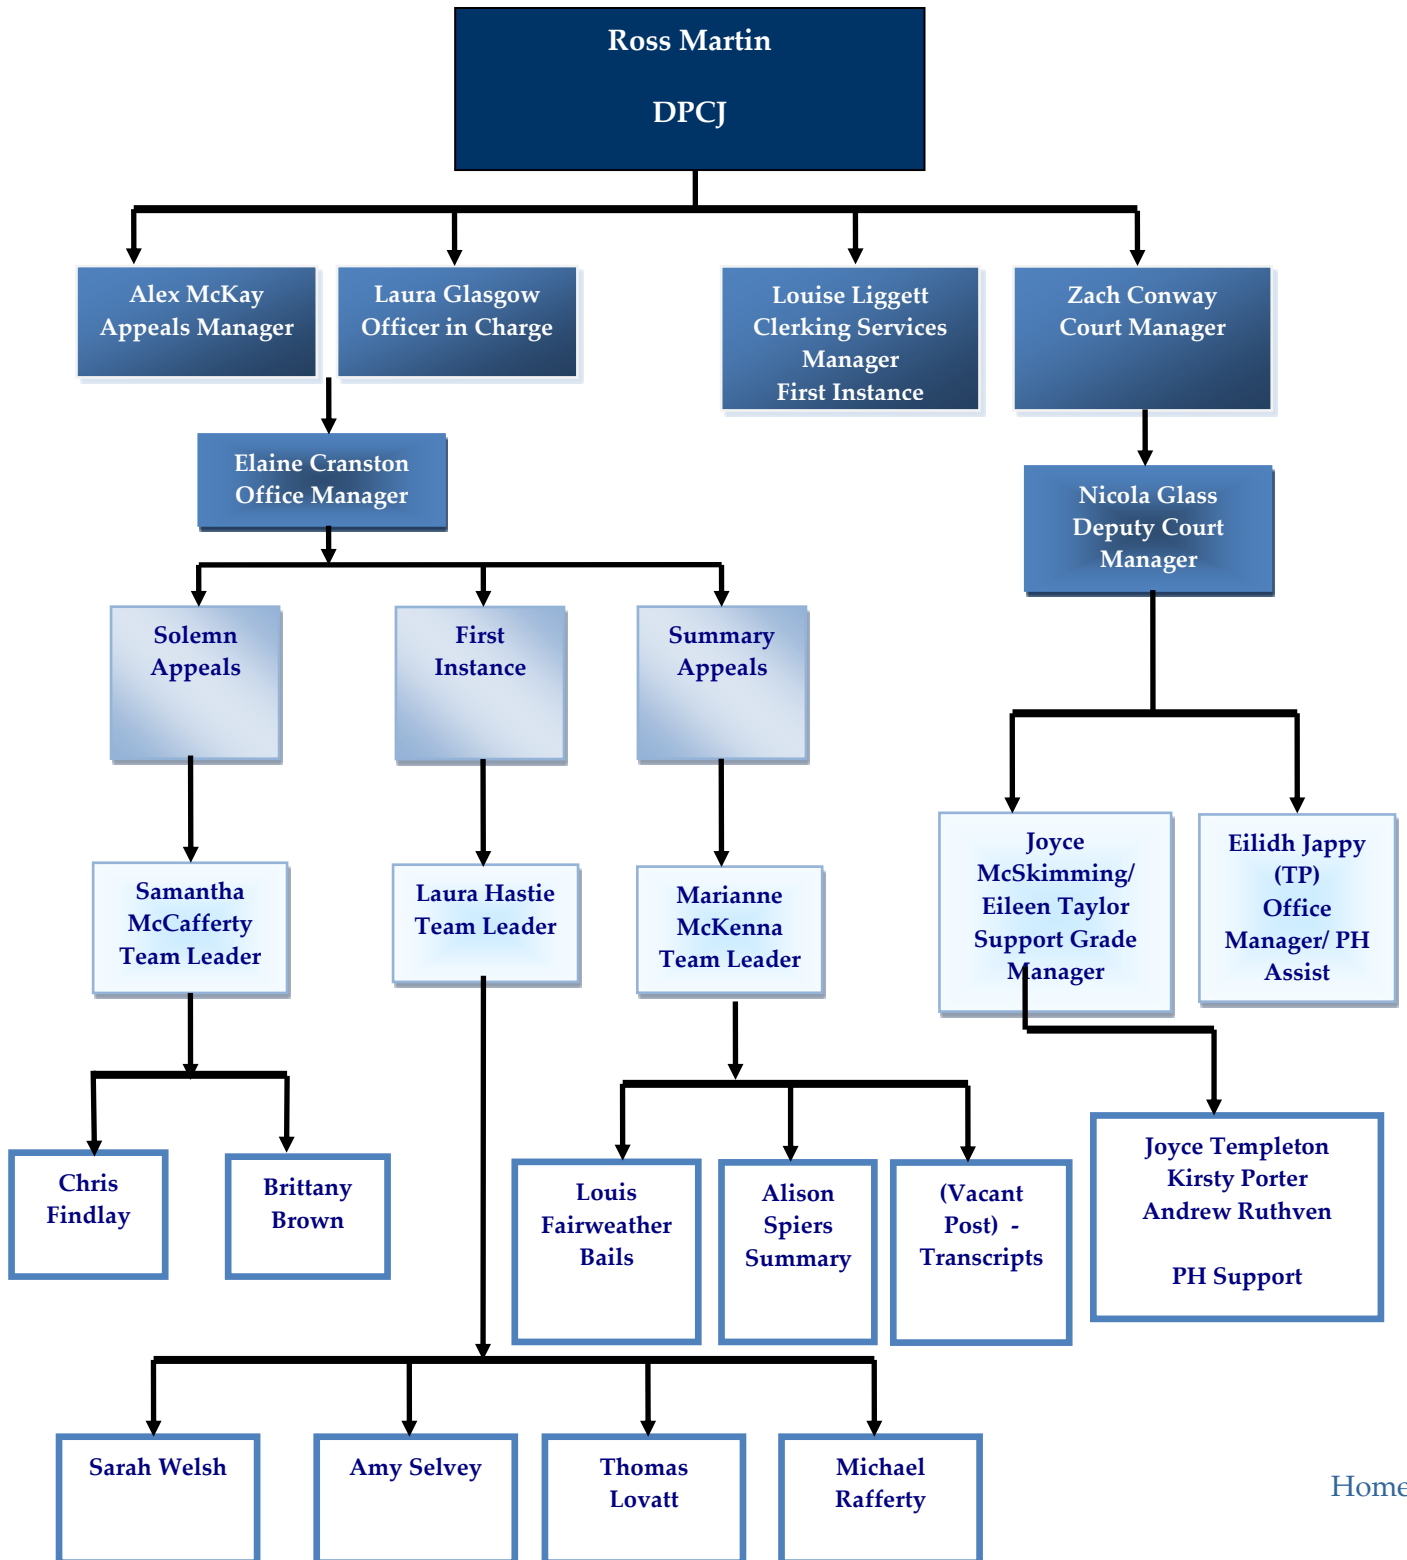 Ross Martin
DPCJ
Alex McKay
Appeals Manager
Laura Glasgow
Officer in Charge
Louise Liggett
Clerking Services
Manager
First Instance
Zach Conway
Court Manager
Elaine Cranston
Office Manager
Nicola Glass
Deputy Court
Manager
Solemn
Appeals
First
Instance
Summary
Appeals
Samantha
McCafferty
Team Leader
Laura Hastie
Team Leader
Marianne
McKenna
Team Leader
Joyce
McSkimming/
Eileen Taylor
Support Grade
Manager
Eilidh Jappy
(TP)
Office
Manager/ PH
Assist
Chris
Findlay
Brittany
Brown
Louis
Fairweather
Bails
Alison
Spiers
Summary
(Vacant
Post)  -
Transcripts
Joyce Templeton
Kirsty Porter
Andrew Ruthven
PH Support
Sarah Welsh
Amy Selvey
Thomas
Lovatt
Michael
Rafferty
Home